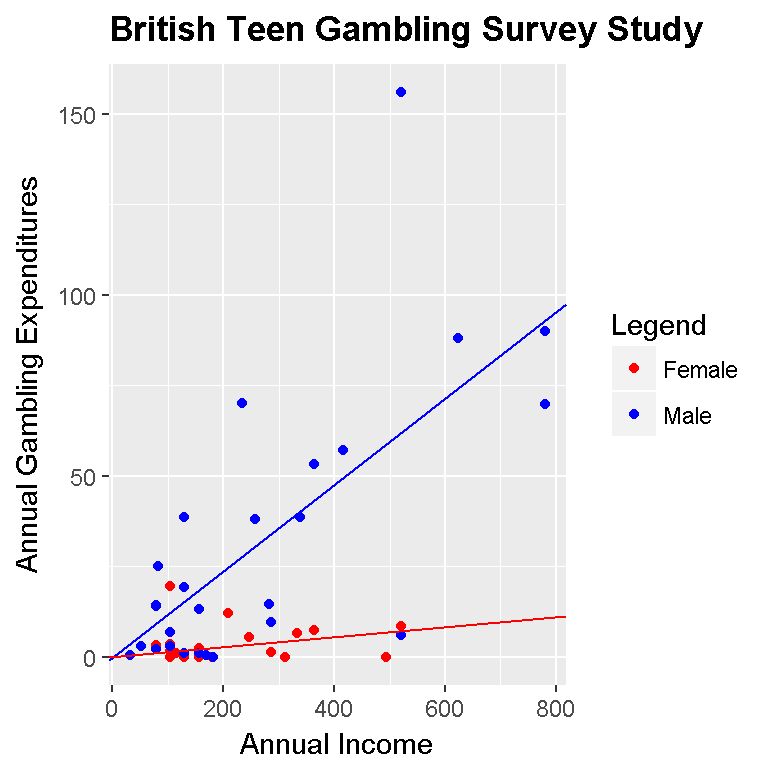 British Teen Gambling Survey Study
Annual Gambling Expenditures
150
100
50
0
0 200 400 600 800
Annual Income
Legend
Female
Male